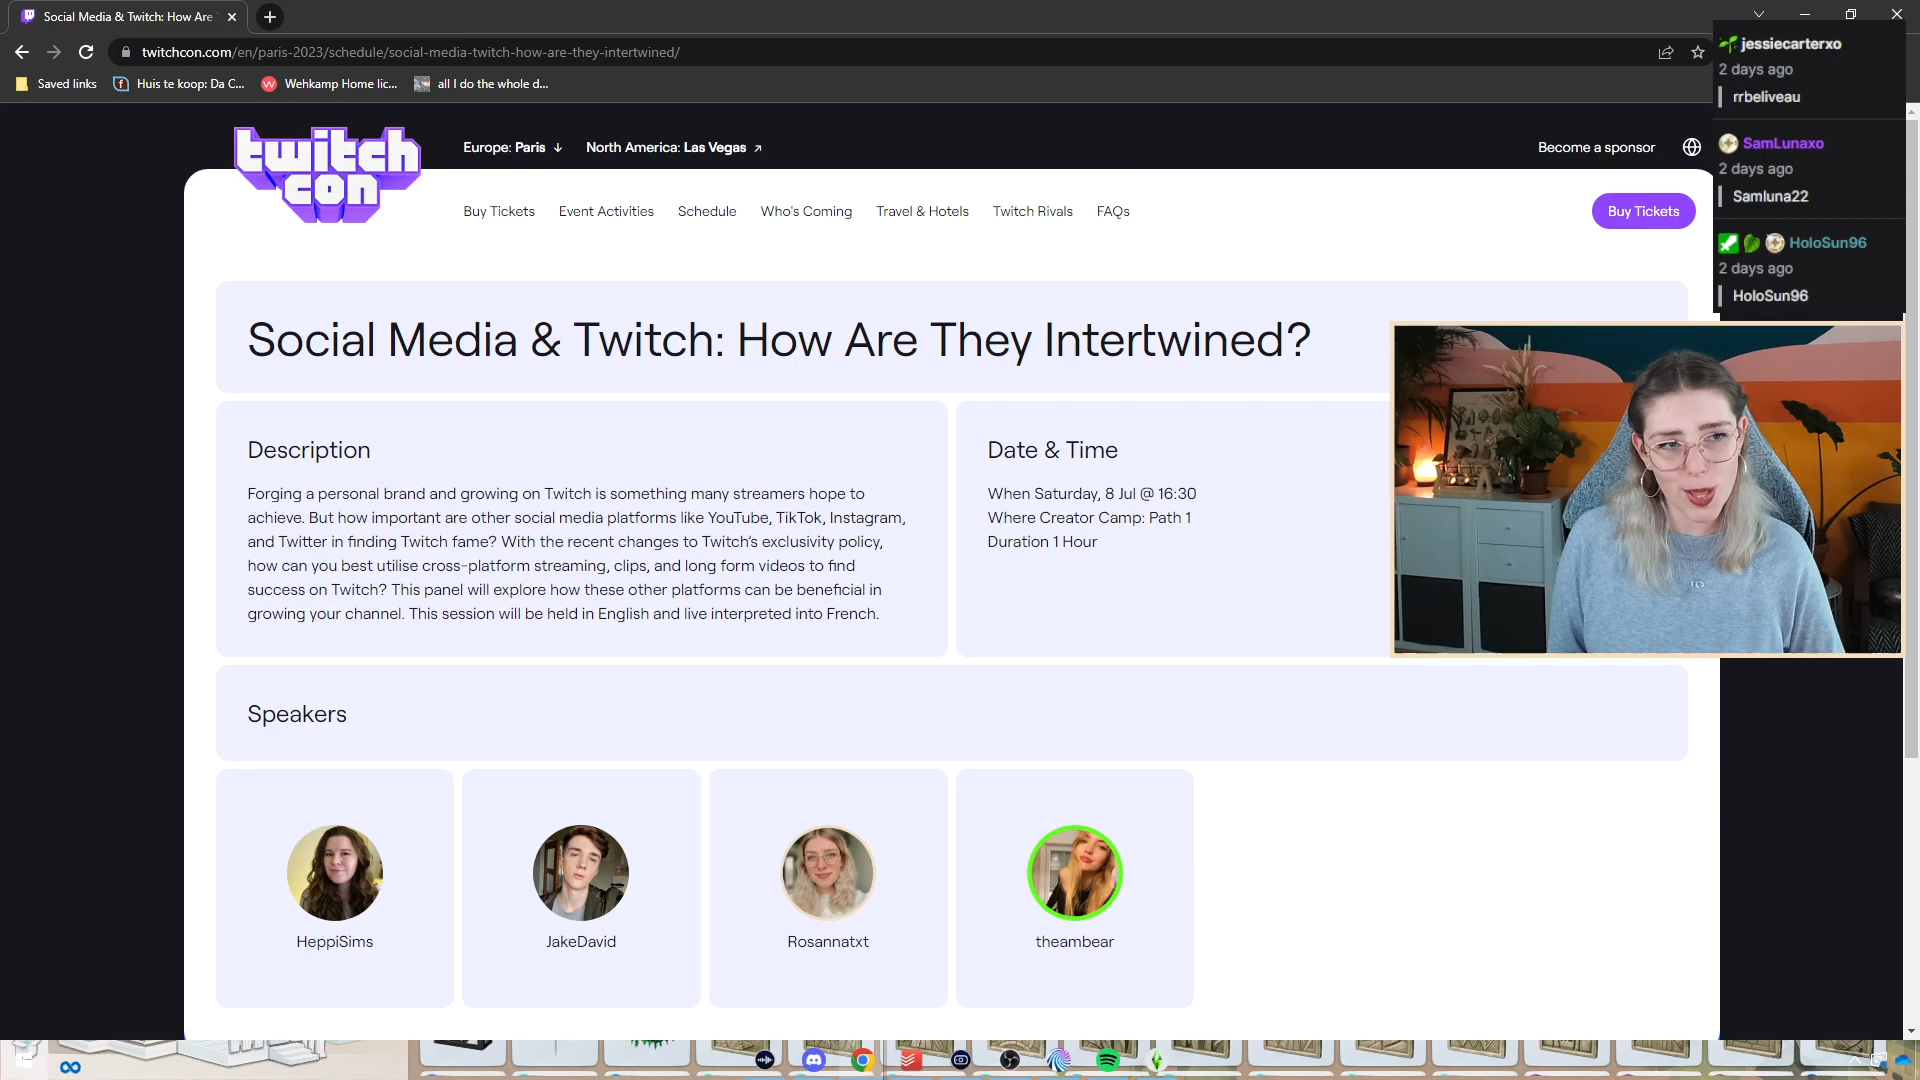 Social Media & Twitch: How Are
twitchcon.com/en/paris-2023/schedule/social-media-twitch-how-are-they-intertwined/
Saved links
Huis te koop: Da C...
Wehkamp Home lic...
all I do the whole d...
jessiecarterxo
2 days ago
rrbeliveau
SamLunaxo
2 days ago
Samluna22
HoloSun96
2 days ago
HoloSun96
twitch
con
Europe: Paris
North America: Las Vegas
Become a sponsor
Buy Tickets
Event Activities
Schedule
Who's Coming
Travel & Hotels
Twitch Rivals
FAQs
Buy Tickets
Social Media & Twitch: How Are They Intertwined?
Description
Forging a personal brand and growing on Twitch is something many streamers hope to
achieve. But how important are other social media platforms like YouTube, TikTok, Instagram,
and Twitter in finding Twitch fame? With the recent changes to Twitch's exclusivity policy,
how can you best utilise cross-platform streaming, clips, and long form videos to find
success on Twitch? This panel will explore how these other platforms can be beneficial in
growing your channel. This session will be held in English and live interpreted into French.
Date & Time
When Saturday, 8 Jul @ 16:30
Where Creator Camp: Path 1
Duration 1 Hour
Speakers
HeppiSims
JakeDavid
Rosannatxt
theambear